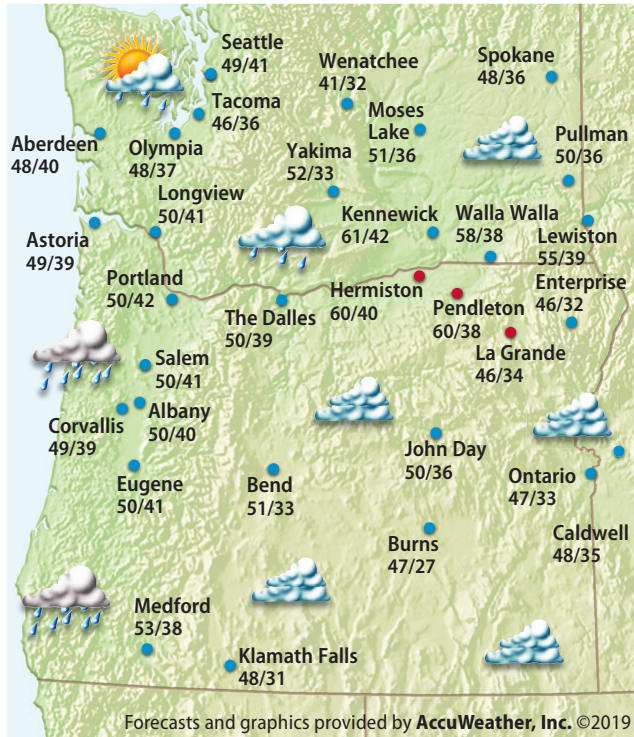 Seattle
49/41
Wenatchee
41/32
Spokane
48/36
Tacoma
46/36
Moses
Lake
51/36
Pullman
50/36
Aberdeen
48/40
Olympia
48/37
Yakima
52/33
Longview
50/41
Kennewick
61/42
Walla Walla
58/38
Lewiston
55/39
Astoria
49/39
Portland
50/42
The Dalles
50/39
Hermiston
60/40
Pendleton
60/38
Enterprise
46/32
La Grande
46/34
Salem
50/41
Corvallis
49/39
Albany
50/40
John Day
50/36
Eugene
50/41
Bend
51/33
Ontario
47/33
Burns
47/27
Caldwell
48/35
Medford
53/38
Klamath Falls
48/31
Forecasts and graphics provided by AccuWeather, Inc. ©2019